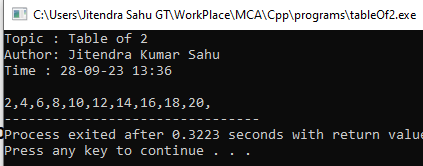 C:\Users\Jitendra Sahu GT\WorkPlace\MCA\Cpp\programs\tableOf2.exe
Topic : Table of 2
Author: Jitendra Kumar Sahu
Time : 28-09-23 13:36
2,4,6,8,10,12,14,16,18,20,
--------------------------------
Process exited after 0.3223 seconds with return value
Press any key to continue . . .